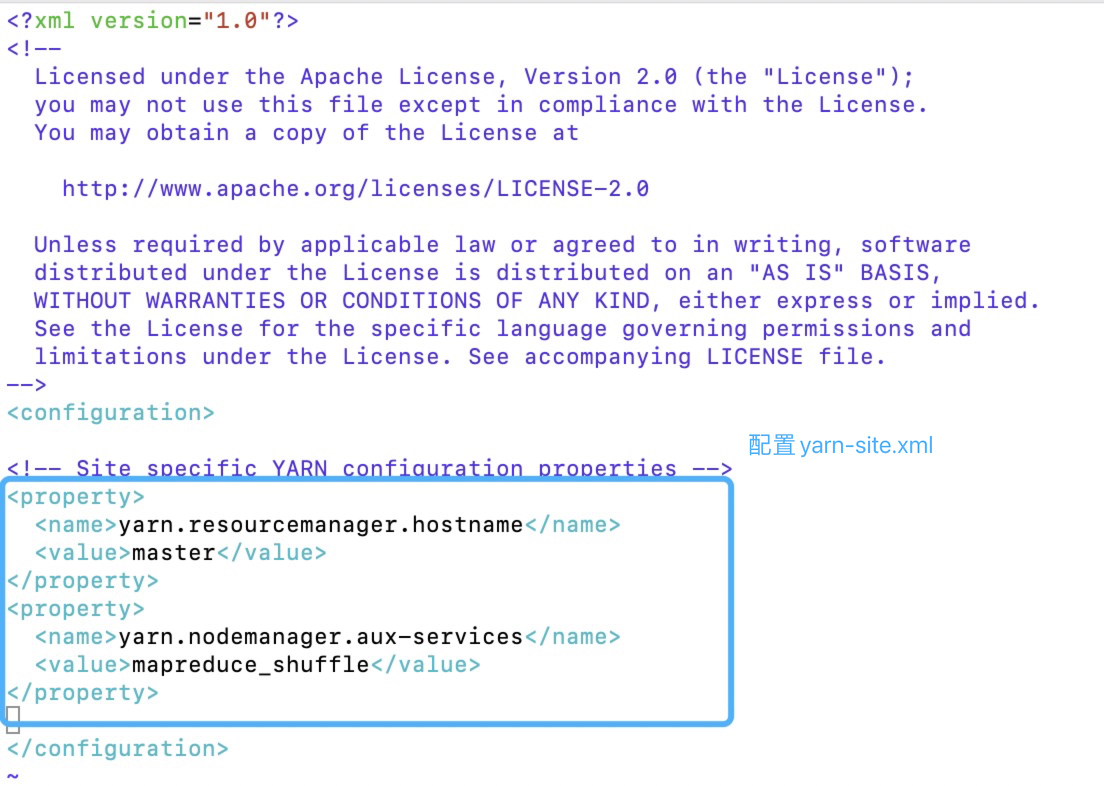 <?xml version="1.0"?>
<!--
  Licensed under the Apache License, Version 2.0 (the "License");
  you may not use this file except in compliance with the License.
  You may obtain a copy of the License at

    http://www.apache.org/licenses/LICENSE-2.0

  Unless required by applicable law or agreed to in writing, software
  distributed under the License is distributed on an "AS IS" BASIS,
  WITHOUT WARRANTIES OR CONDITIONS OF ANY KIND, either express or implied.
  See the License for the specific language governing permissions and
  limitations under the License. See accompanying LICENSE file.
-->
<configuration>
配置 yarn-site.xml
<!-- Site specific YARN configuration properties -->
<property>
  <name>yarn.resourcemanager.hostname</name>
  <value>master</value>
</property>
<property>
  <name>yarn.nodemanager.aux-services</name>
  <value>mapreduce_shuffle</value>
</property>

</configuration>
~